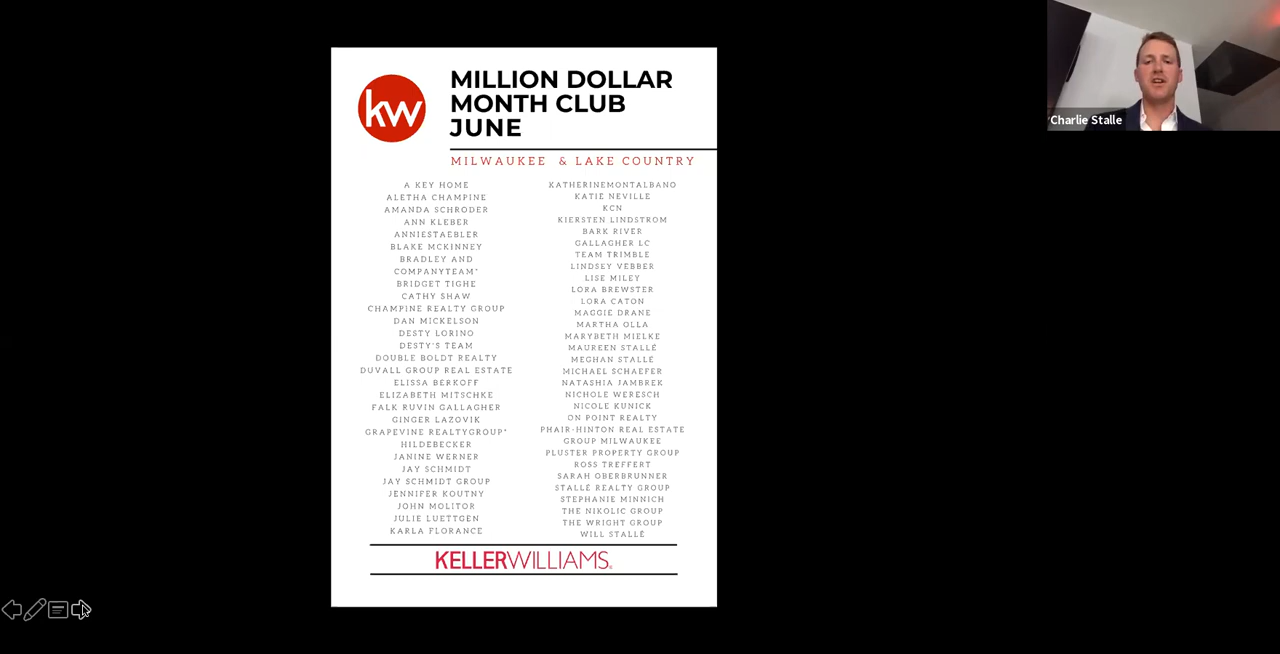 kw
MILLION DOLLAR
MONTH CLUB
JUNE
MILWAUKEE & LAKE COUNTRY
A KEY HOME
ALETHA CHAMPINE
AMANDA SCHRODER
ANN KLEBER
ANNIESTAEBLER
BLAKE MCKINNEY
BRADLEY AND
COMPANYTEAM*
BRIDGET TIGHE
CATHY SHAW
CHAMPINE REALTY GROUP
DAN MICKELSON
DESTY LORINO
DESTY'S TEAM
DOUBLE BOLDT REALTY
DUVALL GROUP REAL ESTATE
ELISSA BERKOFF
ELIZABETH MITSCHKE
FALK RUVIN GALLAGHER
GINGER LAZOVIK
GRAPEVINE REALTYGROUP*
HILDEBECKER
JANINE WERNER
JAY SCHMIDT
JAY SCHMIDT GROUP
JENNIFER KOUTNY
JOHN MOLITOR
JULIE LUETTGEN
KARLA FLORANCE
KATHERINEMONTALBANO
KATIE NEVILLE
KCN
KIERSTEN LINDSTROM
BARK RIVER
GALLAGHER LC
TEAM TRIMBLE
LINDSEY VEBBER
LISE MILEY
LORA BREWSTER
LORA CATON
MAGGIE DRANE
MARTHA OLLA
MARYBETH MIELKE
MAUREEN STALLÉ
MEGHAN STALLÉ
MICHAEL SCHAEFER
NATASHIA JAMBREK
NICHOLE WERESCH
NICOLE KUNICK
ON POINT REALTY
PHAIR-HINTON REAL ESTATE
GROUP MILWAUKEE
PLUSTER PROPERTY GROUP
ROSS TREFFERT
SARAH OBERBRUNNER
STALLÉ REALTY GROUP
STEPHANIE MINNICH
THE NIKOLIC GROUP
THE WRIGHT GROUP
WILL STALLÉ
KELLERWILLIAMS.
Charlie Stalle